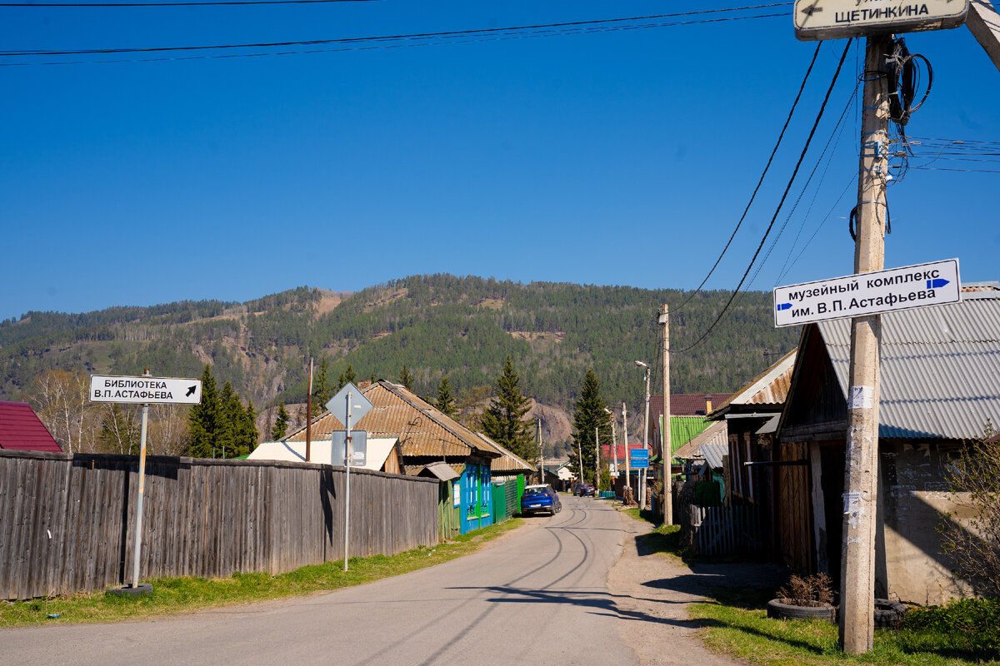 ЩЕТИНКИНА
музейный комплекс
им. В.П. Астафьева
БИБЛИОТЕКА
В.П. АСТАФЬЕВА